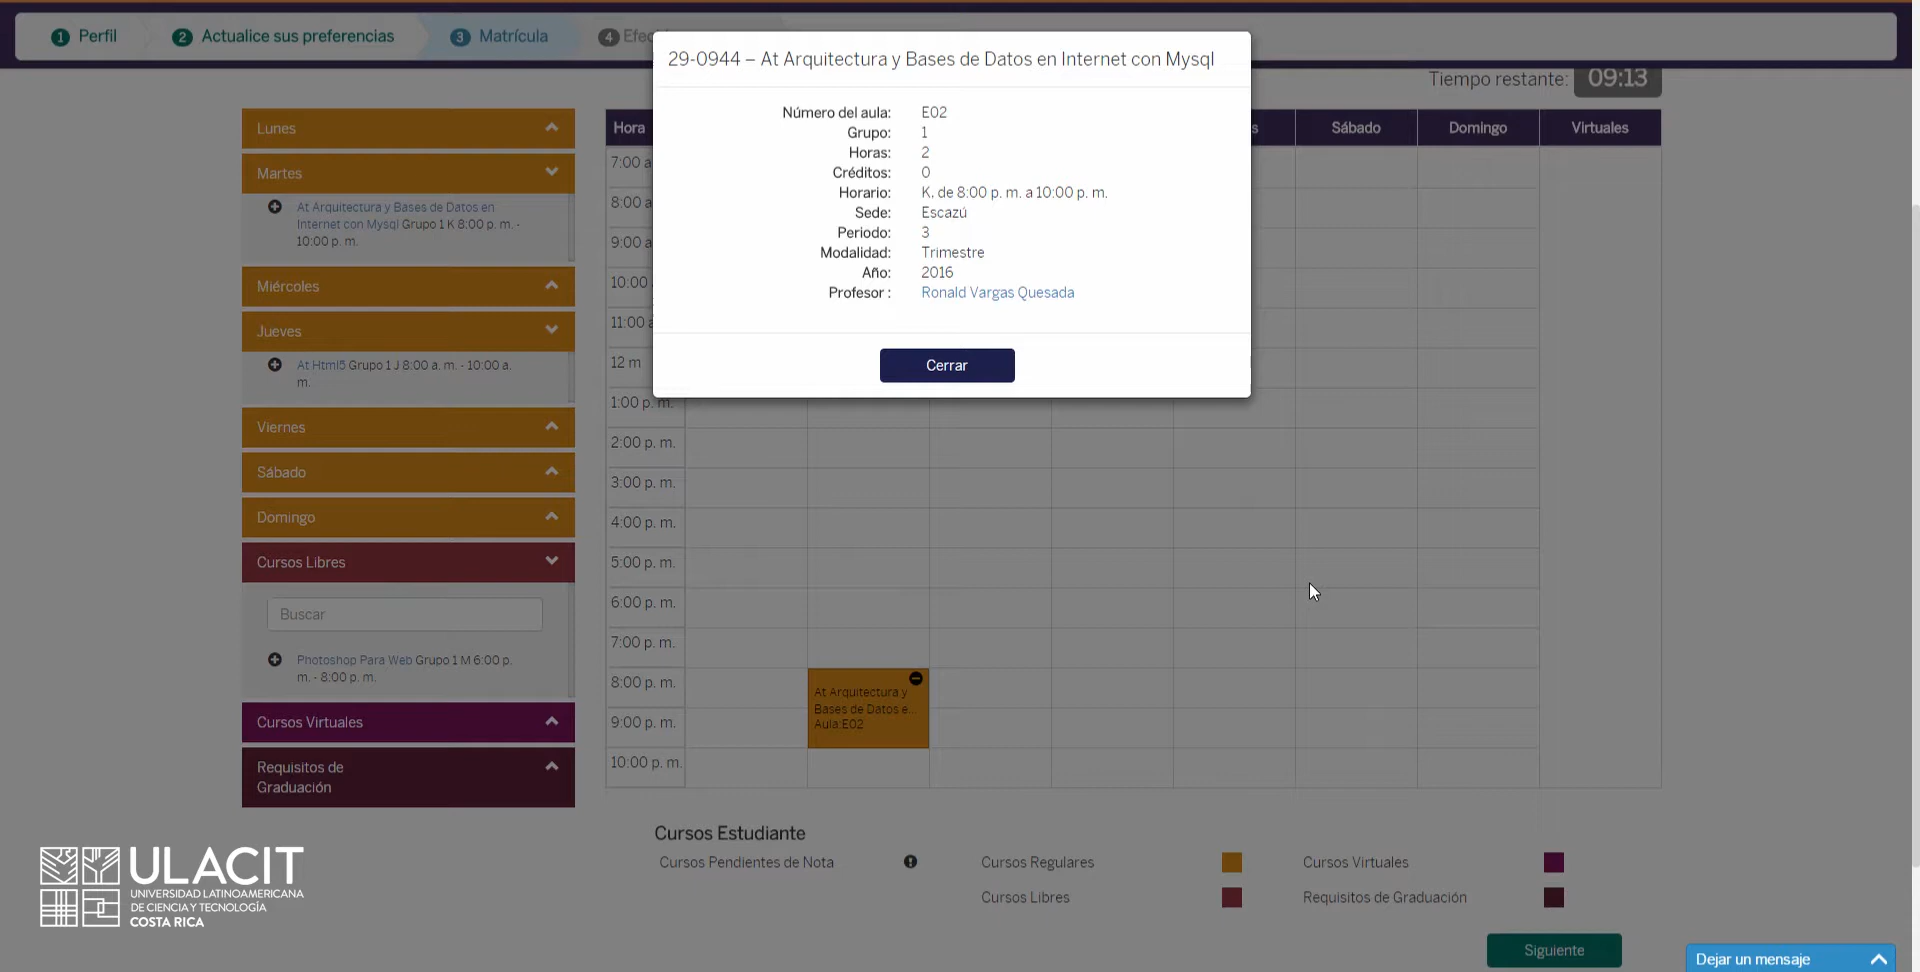 1 Perfil
2 Actualice sus preferencias
3 Matrícula
4
29-0944 – At Arquitectura y Bases de Datos en Internet con Mysql
Número del aula: E02
Grupo: 1
Horas: 2
Créditos: 0
Horario: K, de 8:00 p. m. a 10:00 p. m.
Sede: Escazú
Periodo: 3
Modalidad: Trimestre
Año: 2016
Profesor : Ronald Vargas Quesada
Cerrar
Tiempo restante: 09:13
Lunes
Martes
At Arquitectura y Bases de Datos en
Internet con Mysql Grupo 1 K 8:00 p. m. -
10:00 p. m.
Miércoles
Jueves
At Html5 Grupo 1 J 8:00 a. m. - 10:00 a.
m.
Viernes
Sábado
Domingo
Cursos Libres
Buscar
Photoshop Para Web Grupo 1 M 6:00 p.
m. - 8:00 p. m.
Cursos Virtuales
Requisitos de
Graduación
Hora s Sábado Domingo Virtuales
7:00 a
8:00 a
9:00 a
10:00
11:00 a
12 m
1:00 p. m.
2:00 p. m.
3:00 p. m.
4:00 p. m.
5:00 p. m.
6:00 p. m.
7:00 p. m.
8:00 p. m.
9:00 p. m.
10:00 p. m.
At Arquitectura y
Bases de Datos e...
Aula:E02
Cursos Estudiante
Cursos Pendientes de Nota
Cursos Regulares
Cursos Virtuales
Cursos Libres
Requisitos de Graduación
Siguiente
Dejar un mensaje
ULACIT
UNIVERSIDAD LATINOAMERICANA
DE CIENCIA Y TECNOLOGÍA
COSTA RICA